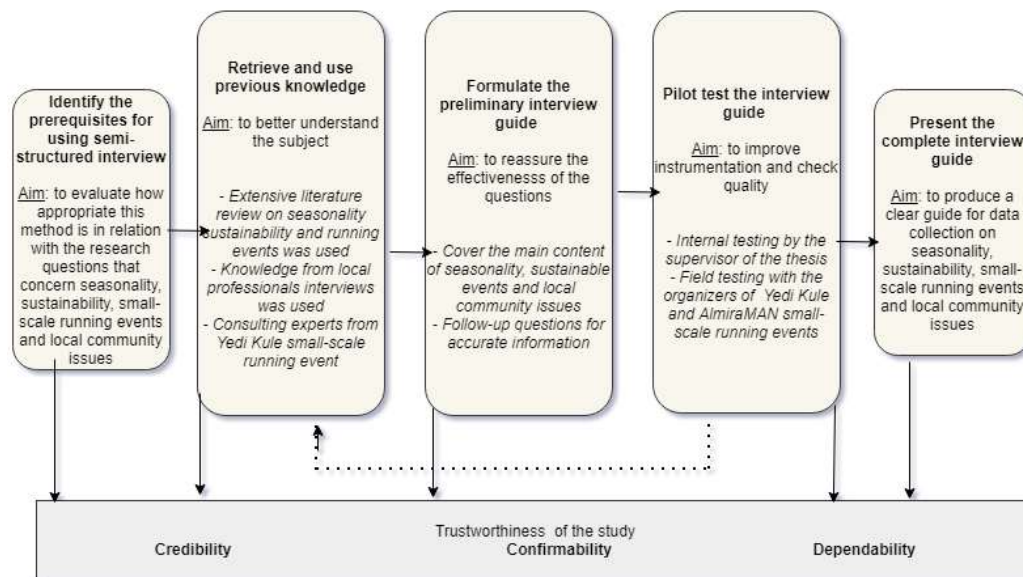 Identify the
prerequisites for
using semi-
structured interview
Aim: to evaluate how
appropriate this
method is in relation
with the research
questions that
concern seasonality,
sustainability, small-
scale running events
and local community
issues
Retrieve and use
previous knowledge
Aim: to better understand
the subject
- Extensive literature
review on seasonality
sustainability and running
events was used
- Knowledge from local
professionals interviews
was used
- Consulting experts from
Yedi Kule small-scale
running event
Formulate the
preliminary interview
guide
Aim: to reassure the
effectivenesss of the
questions
- Cover the main content
of seasonality, sustainable
events and local
community issues
- Follow-up questions for
accurate information
Pilot test the interview
guide
Aim: to improve
instrumentation and check
quality
- Internal testing by the
supervisor of the thesis
- Field testing with the
organizers of Yedi Kule
and AlmiraMAN small-
scale running events
Present the
complete interview
guide
Aim: to produce a
clear guide for data
collection on
seasonality,
sustainability, small-
scale running events
and local community
issues
Trustworthiness of the study
Credibility
Confirmability
Dependability